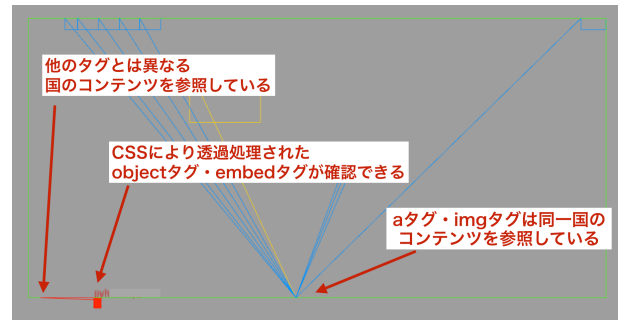 他のタグとは異なる
国のコンテンツを参照している
CSSにより透過処理された
objectタグ・embedタグが確認できる
aタグ・imgタグは同一国の
コンテンツを参照している